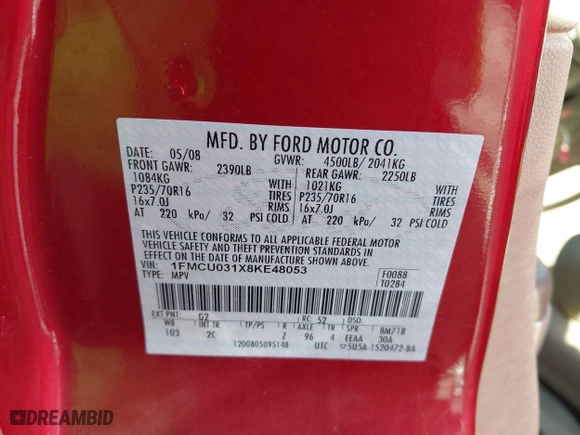 MFD. BY FORD MOTOR CO.
DATE: 05/08 GVWR: 4500LB/ 2041KG
FRONT GAWR: 2390LB REAR GAWR: 2250LB
1084KG 1021KG
P235/70R16 TIRES P235/70R16 TIRES
16x7.0J RIMS 16x7.0J RIMS
AT 220 kPa/ 32 PSI COLD AT 220 kPa/ 32 PSI COLD
THIS VEHICLE CONFORMS TO ALL APPLICABLE FEDERAL MOTOR
VEHICLE SAFETY AND THEFT PREVENTION STANDARDS IN
EFFECT ON THE DATE OF MANUFACTURE SHOWN ABOVE.
VIN: 1FMCU031X8KE48053 F0088
TYPE: MPV T0284
EXT PNT: G2 RC: 52 DSO:
WB INT TR TP/PS R AXLE TR SPR 8M71B
103 2C Z 96 4 EEAA 30A
1200805095148 UTC ▽5U5A-1520472-BA
DREAMBID